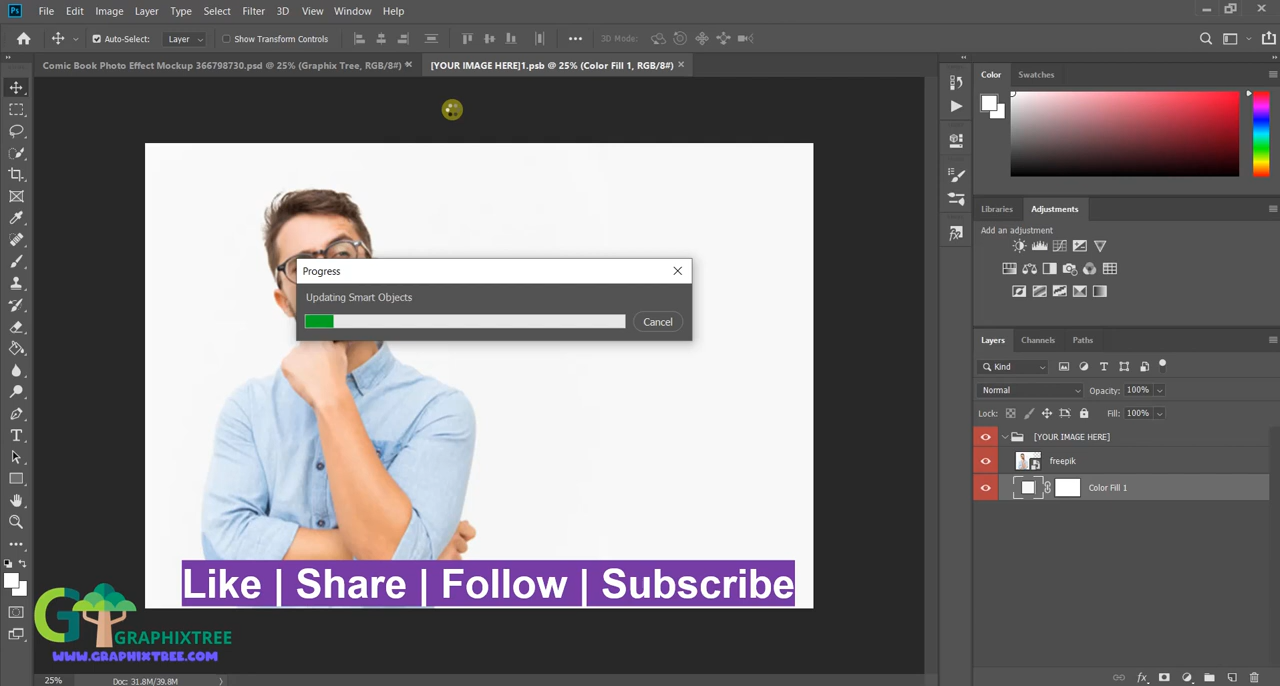 Ps File Edit Image Layer Type Select Filter 3D View Window Help
Auto-Select: Layer Show Transform Controls 3D Mode:
Comic Book Photo Effect Mockup 366798730.psd @ 25% (Graphix Tree, RGB/8#) [YOUR IMAGE HERE]1.psb @ 25% (Color Fill 1, RGB/8#)
Color Swatches
Libraries Adjustments
Add an adjustment
Progress
Updating Smart Objects
Cancel
Layers Channels Paths
Kind
Normal Opacity: 100%
Lock: Fill: 100%
[YOUR IMAGE HERE]
freepik
Color Fill 1
Like | Share | Follow | Subscribe
G GRAPHIXTREE
WWW.GRAPHIXTREE.COM
25% Doc: 31.8M/39.8M